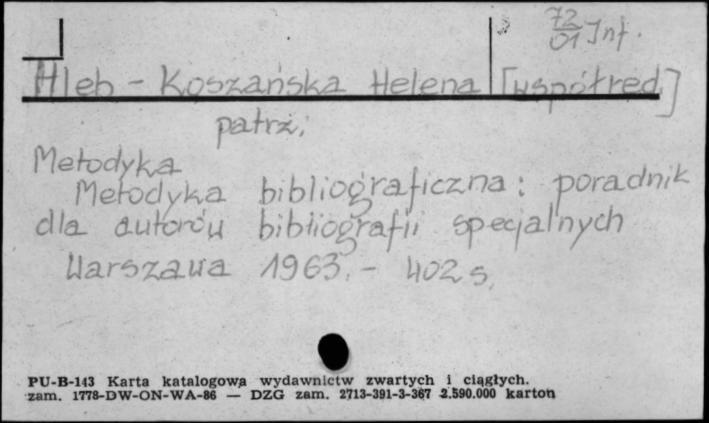 72
01 Inf.
Hleb-Koszańska Helena [współred.]
patrz:
Metodyka
Metodyka bibliograficzna: poradnik
dla autorów bibliografii specjalnych
Warszawa 1963.- 402 s.
PU-B-143 Karta katalogowa wydawnictw zwartych i ciągłych.
zam. 1778-DW-ON-WA-86 — DZG zam. 2713-391-3-367 2.590.000 karton